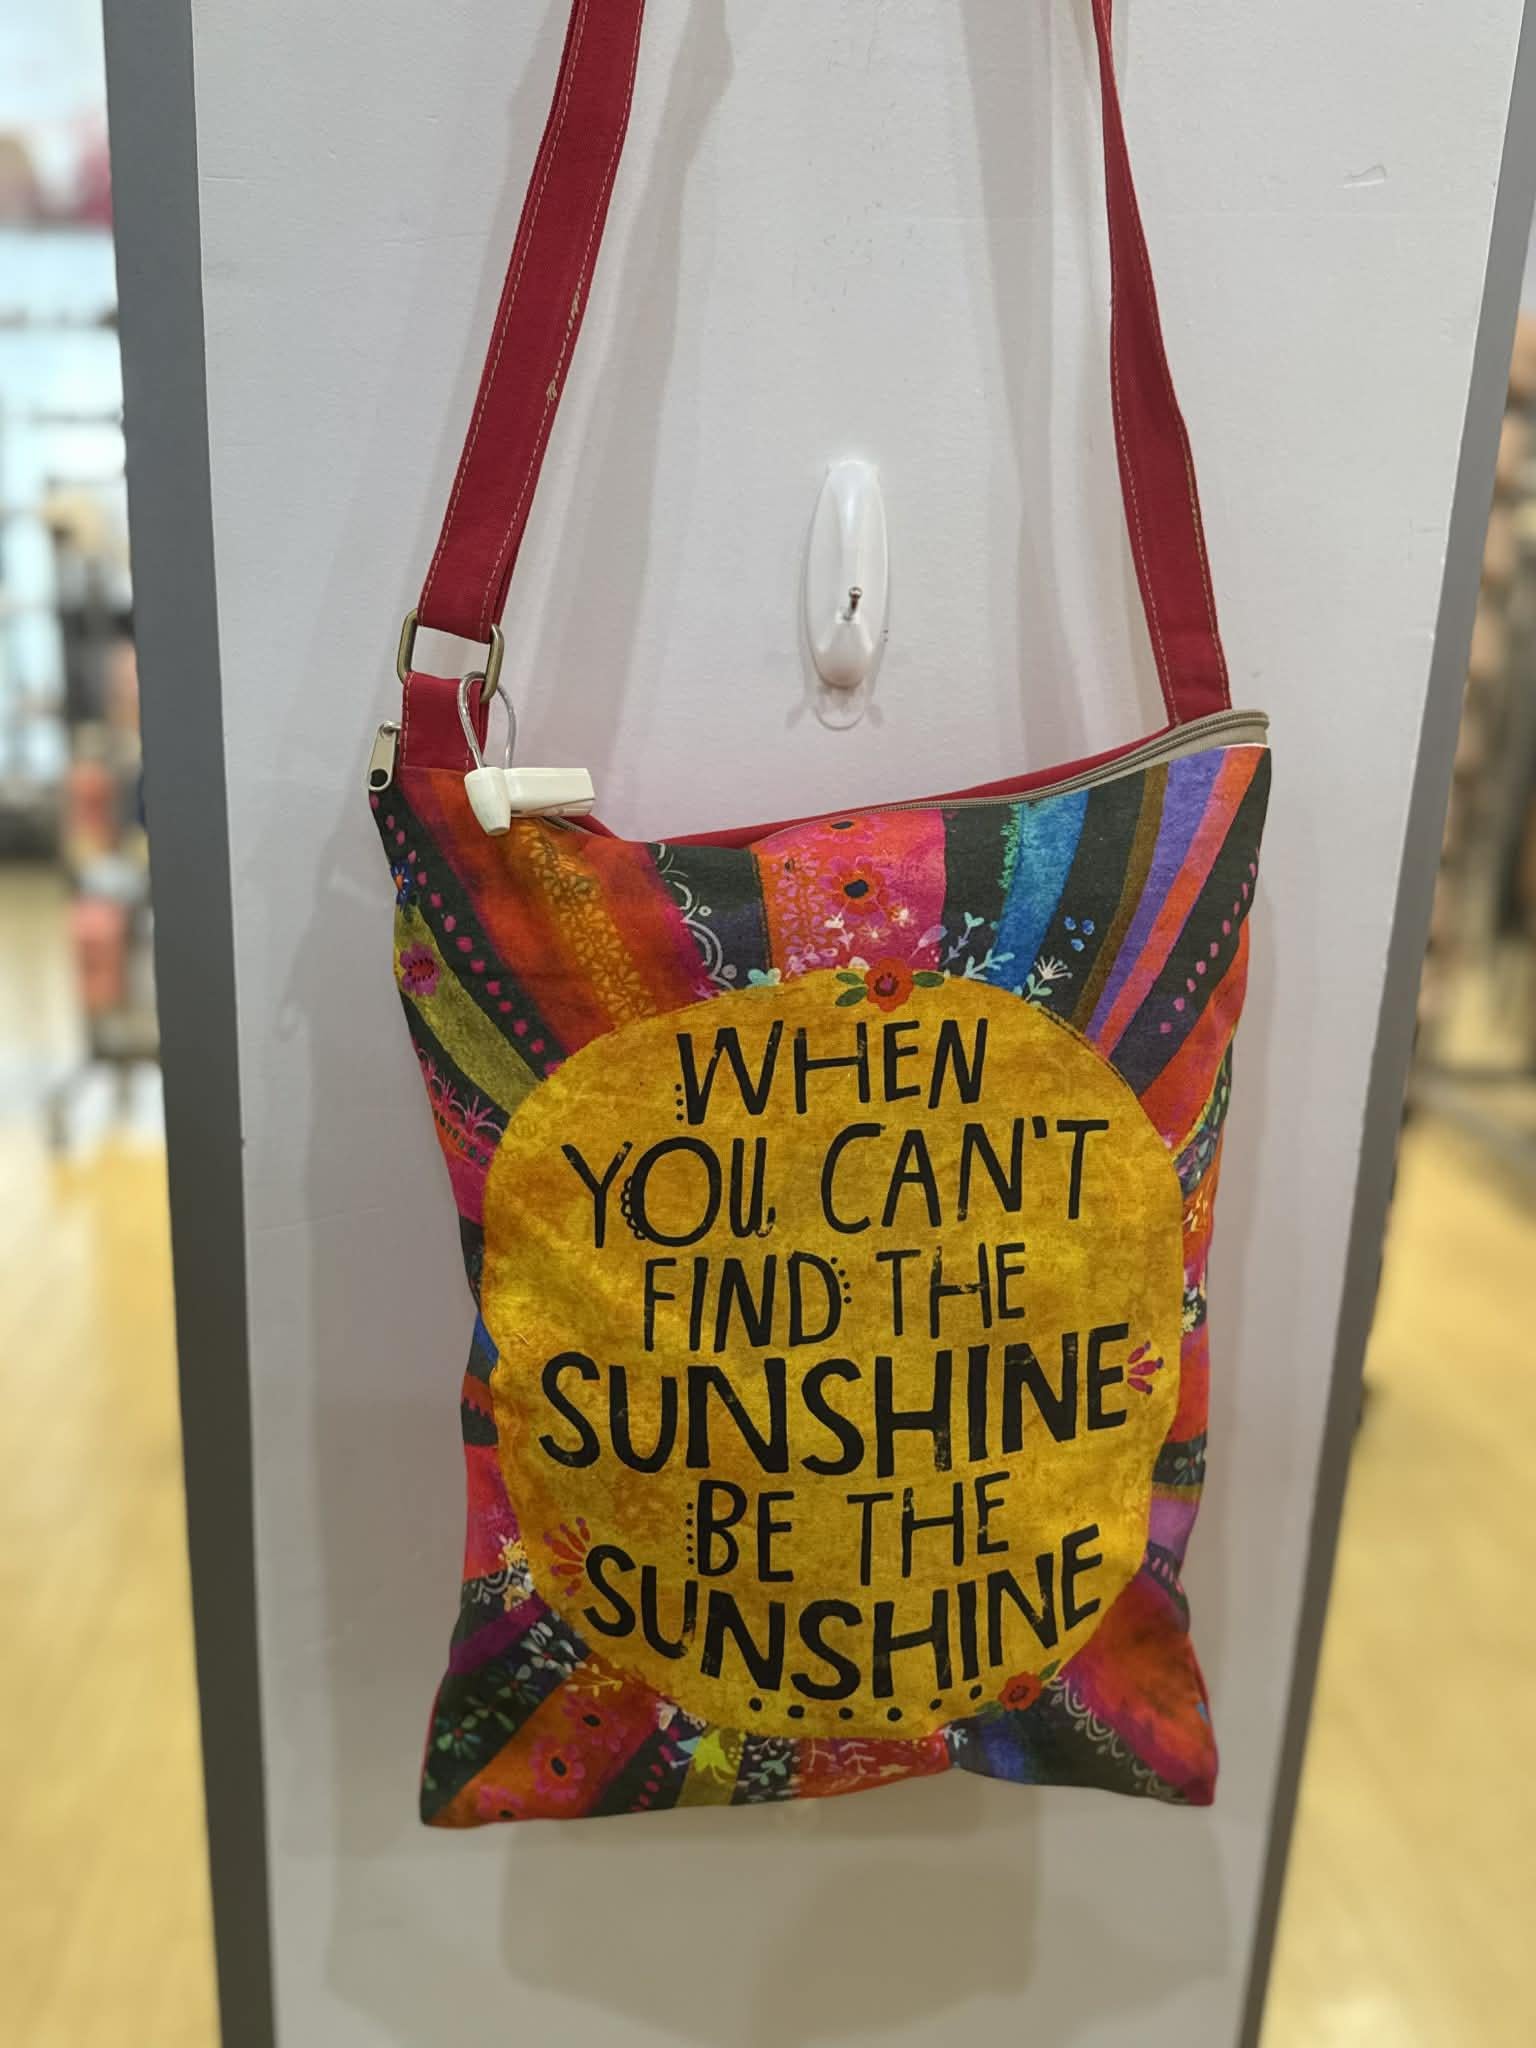 WHEN
YOU CAN'T
FIND THE
SUNSHINE
BE THE
SUNSHINE